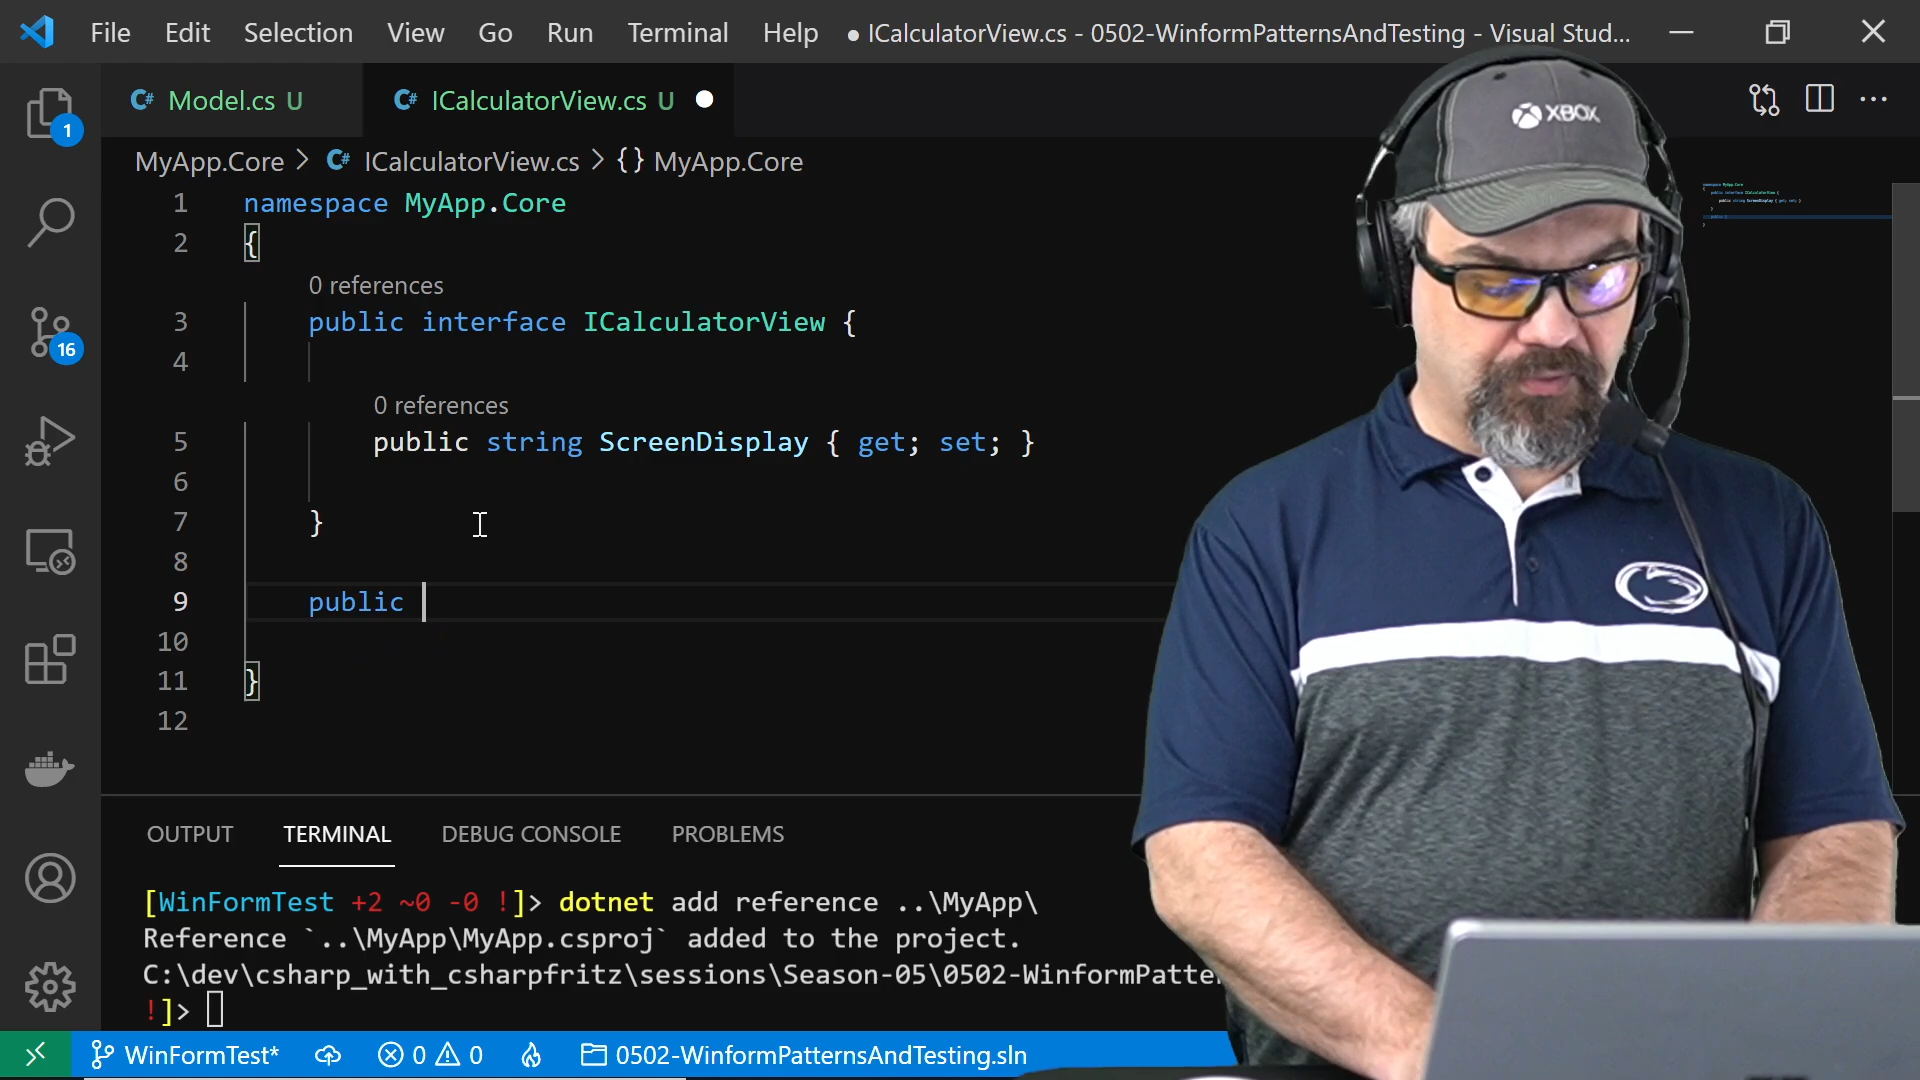 File Edit Selection View Go Run Terminal Help ● ICalculatorView.cs - 0502-WinformPatternsAndTesting - Visual Stud...
C# Model.cs U C# ICalculatorView.cs U
MyApp.Core > C# ICalculatorView.cs > {} MyApp.Core
1 namespace MyApp.Core
2 {
0 references
3 public interface ICalculatorView {
4
0 references
5 public string ScreenDisplay { get; set; }
6
7 }
8
9 public
10
11 }
12
1
16
XBOX
OUTPUT TERMINAL DEBUG CONSOLE PROBLEMS
[WinFormTest +2 ~0 -0 !]> dotnet add reference ..\MyApp\
Reference `..\MyApp\MyApp.csproj` added to the project.
C:\dev\csharp_with_csharpfritz\sessions\Season-05\0502-WinformPatte
!]>
WinFormTest* 0 0 0502-WinformPatternsAndTesting.sln